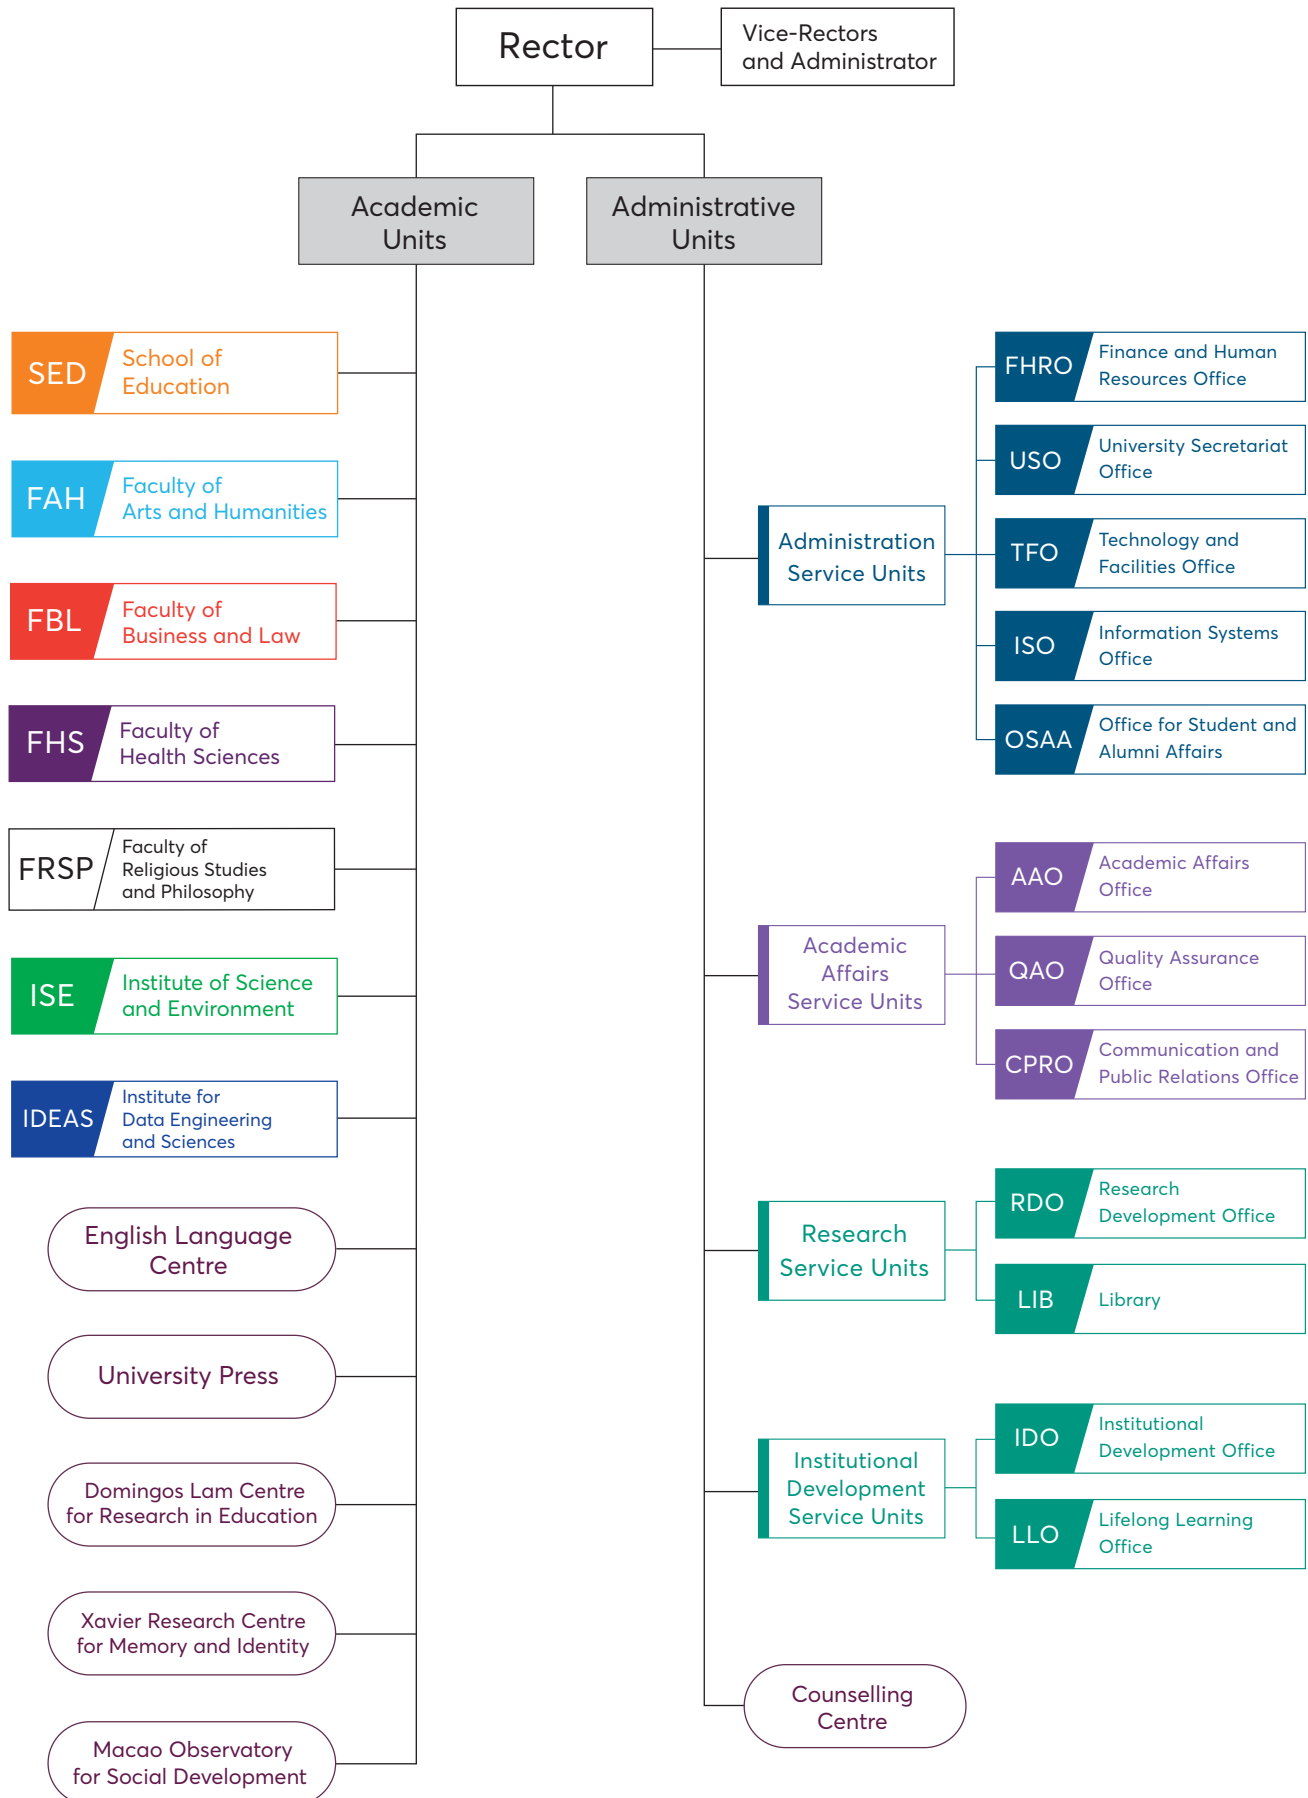 Rector
Vice-Rectors
and Administrator
Academic
Units
Administrative
Units
SED
School of
Education
FAH
Faculty of
Arts and Humanities
FBL
Faculty of
Business and Law
FHS
Faculty of
Health Sciences
FRSP
Faculty of
Religious Studies
and Philosophy
ISE
Institute of Science
and Environment
IDEAS
Institute for
Data Engineering
and Sciences
English Language
Centre
University Press
Domingos Lam Centre
for Research in Education
Xavier Research Centre
for Memory and Identity
Macao Observatory
for Social Development
Administration
Service Units
FHRO
Finance and Human
Resources Office
USO
University Secretariat
Office
TFO
Technology and
Facilities Office
ISO
Information Systems
Office
OSAA
Office for Student and
Alumni Affairs
Academic
Affairs
Service Units
AAO
Academic Affairs
Office
QAO
Quality Assurance
Office
CPRO
Communication and
Public Relations Office
Research
Service Units
RDO
Research
Development Office
LIB
Library
Institutional
Development
Service Units
IDO
Institutional
Development Office
LLO
Lifelong Learning
Office
Counselling
Centre